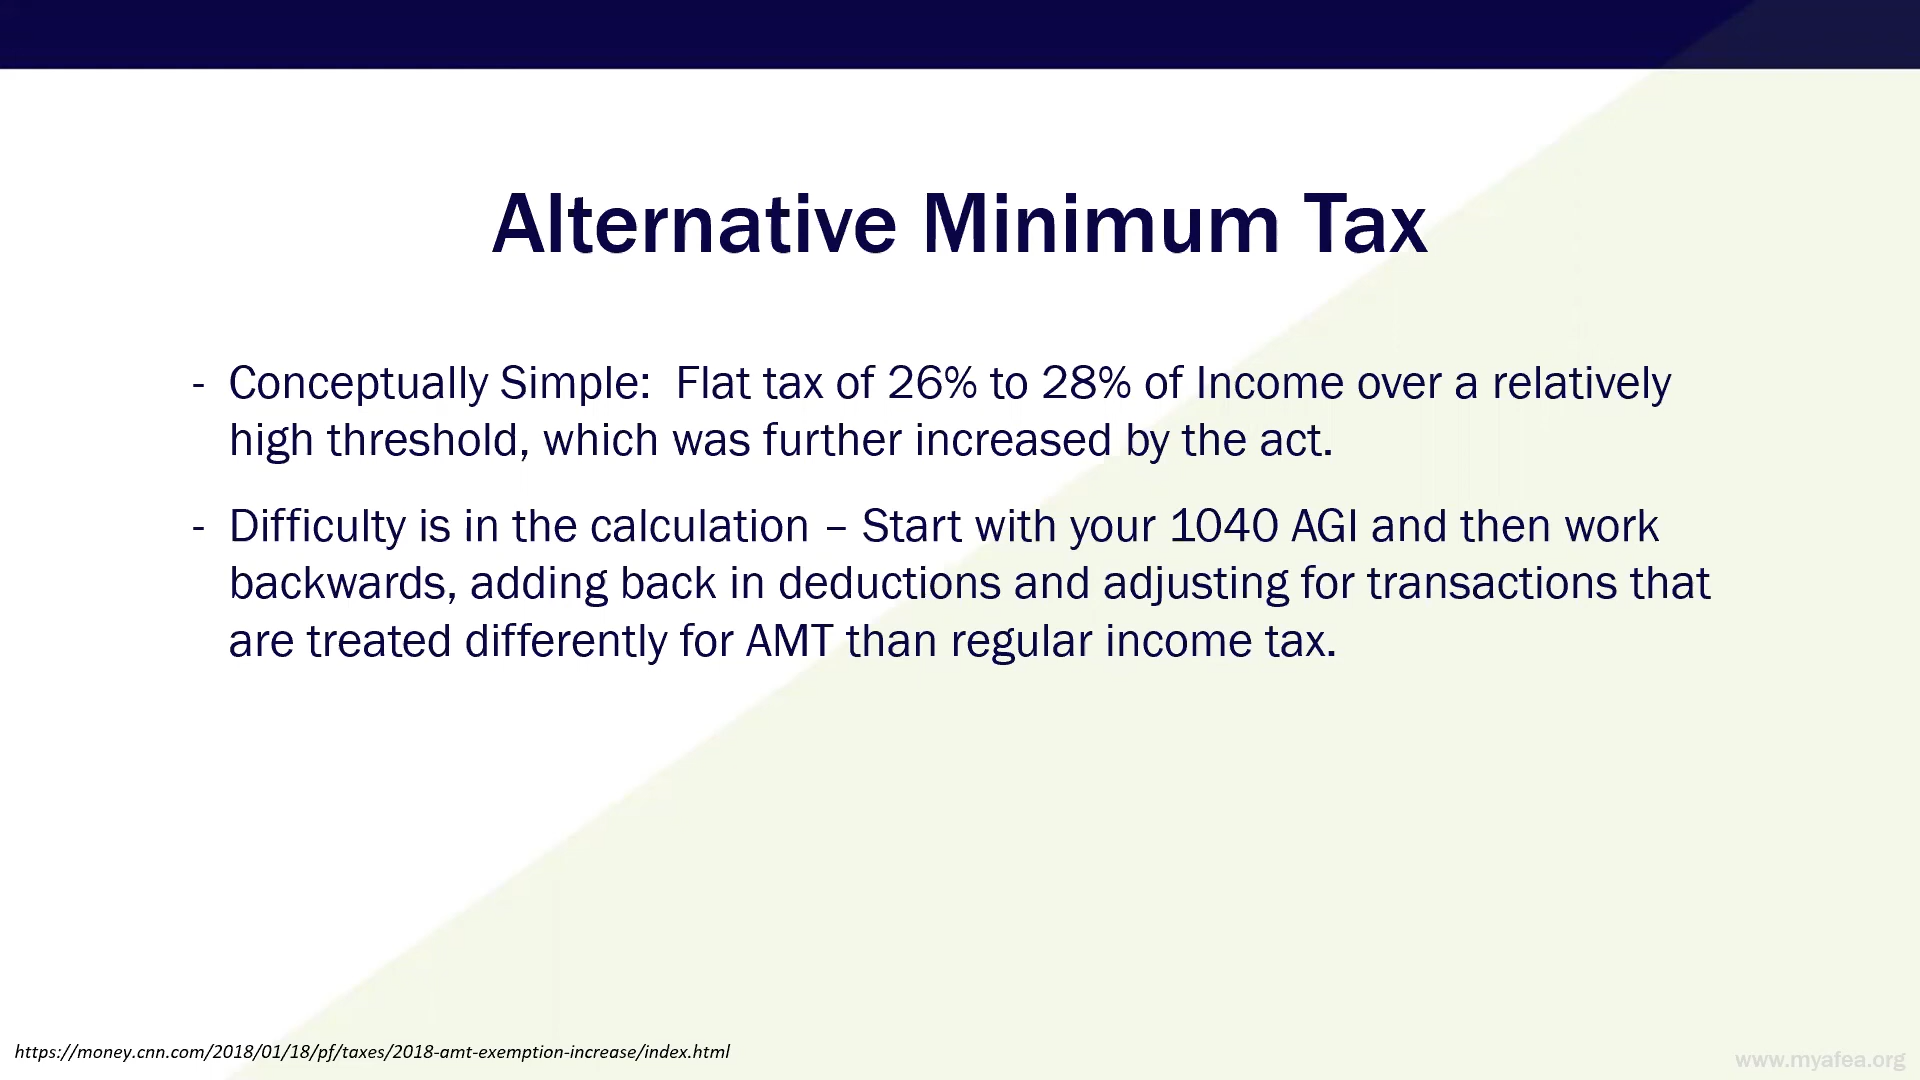 Alternative Minimum Tax
- Conceptually Simple:  Flat tax of 26% to 28% of Income over a relatively
high threshold, which was further increased by the act.
- Difficulty is in the calculation – Start with your 1040 AGI and then work
backwards, adding back in deductions and adjusting for transactions that
are treated differently for AMT than regular income tax.
https://money.cnn.com/2018/01/18/pf/taxes/2018-amt-exemption-increase/index.html
www.myafea.org